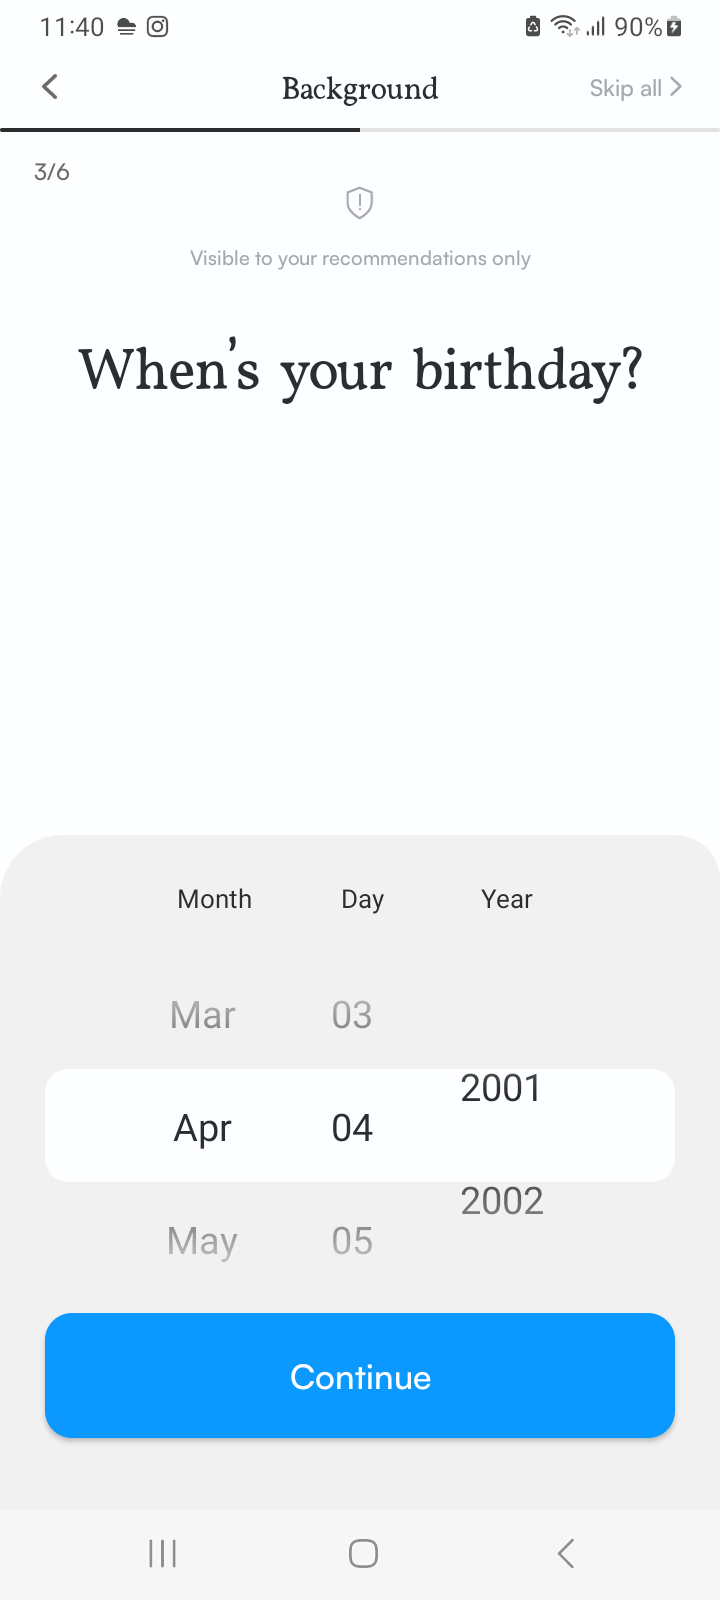 11:40 90%
Background Skip all
3/6
Visible to your recommendations only
When's your birthday?
Month Day Year
Mar 03
2001
Apr 04
2002
May 05
Continue